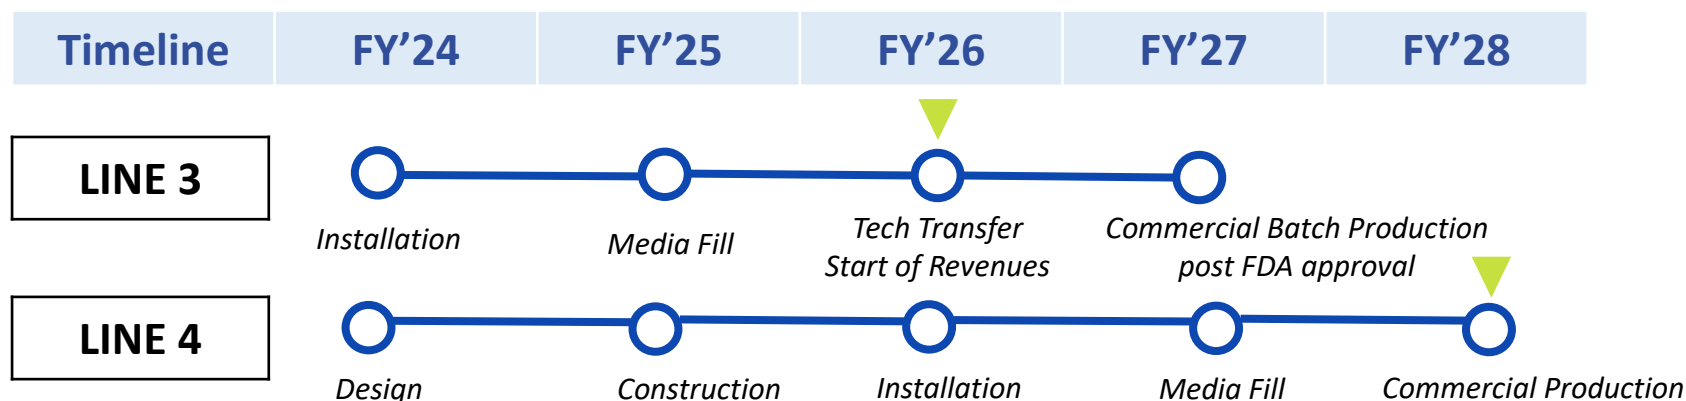 Timeline FY’24 FY’25 FY’26 FY’27 FY’28
LINE 3
Installation
Media Fill
Tech Transfer
Start of Revenues
Commercial Batch Production
post FDA approval
LINE 4
Design
Construction
Installation
Media Fill
Commercial Production